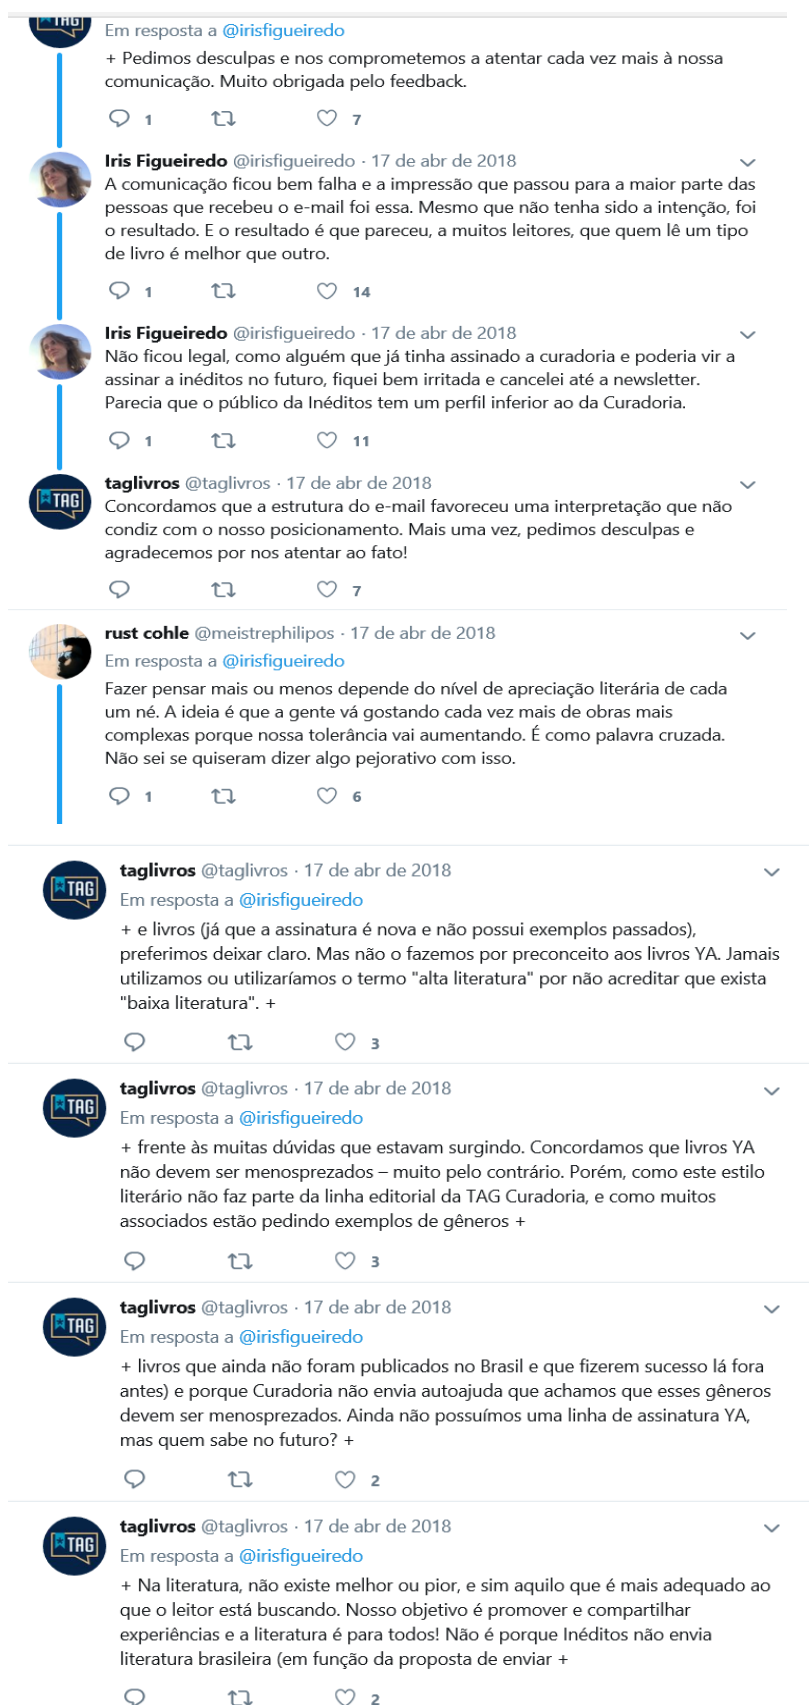 TAG
Em resposta a @irisfigueiredo
+ Pedimos desculpas e nos comprometemos a atentar cada vez mais à nossa
comunicação. Muito obrigada pelo feedback.
1 7
Iris Figueiredo @irisfigueiredo · 17 de abr de 2018
A comunicação ficou bem falha e a impressão que passou para a maior parte das
pessoas que recebeu o e-mail foi essa. Mesmo que não tenha sido a intenção, foi
o resultado. E o resultado é que pareceu, a muitos leitores, que quem lê um tipo
de livro é melhor que outro.
1 14
Iris Figueiredo @irisfigueiredo · 17 de abr de 2018
Não ficou legal, como alguém que já tinha assinado a curadoria e poderia vir a
assinar a inéditos no futuro, fiquei bem irritada e cancelei até a newsletter.
Parecia que o público da Inéditos tem um perfil inferior ao da Curadoria.
1 11
taglivros @taglivros · 17 de abr de 2018
TAG
Concordamos que a estrutura do e-mail favoreceu uma interpretação que não
condiz com o nosso posicionamento. Mais uma vez, pedimos desculpas e
agradecemos por nos atentar ao fato!
7
rust cohle @meistrephilipos · 17 de abr de 2018
Em resposta a @irisfigueiredo
Fazer pensar mais ou menos depende do nível de apreciação literária de cada
um né. A ideia é que a gente vá gostando cada vez mais de obras mais
complexas porque nossa tolerância vai aumentando. É como palavra cruzada.
Não sei se quiseram dizer algo pejorativo com isso.
1 6
taglivros @taglivros · 17 de abr de 2018
TAG
Em resposta a @irisfigueiredo
+ e livros (já que a assinatura é nova e não possui exemplos passados),
preferimos deixar claro. Mas não o fazemos por preconceito aos livros YA. Jamais
utilizamos ou utilizaríamos o termo "alta literatura" por não acreditar que exista
"baixa literatura". +
3
taglivros @taglivros · 17 de abr de 2018
TAG
Em resposta a @irisfigueiredo
+ frente às muitas dúvidas que estavam surgindo. Concordamos que livros YA
não devem ser menosprezados – muito pelo contrário. Porém, como este estilo
literário não faz parte da linha editorial da TAG Curadoria, e como muitos
associados estão pedindo exemplos de gêneros +
3
taglivros @taglivros · 17 de abr de 2018
TAG
Em resposta a @irisfigueiredo
+ livros que ainda não foram publicados no Brasil e que fizerem sucesso lá fora
antes) e porque Curadoria não envia autoajuda que achamos que esses gêneros
devem ser menosprezados. Ainda não possuímos uma linha de assinatura YA,
mas quem sabe no futuro? +
2
taglivros @taglivros · 17 de abr de 2018
TAG
Em resposta a @irisfigueiredo
+ Na literatura, não existe melhor ou pior, e sim aquilo que é mais adequado ao
que o leitor está buscando. Nosso objetivo é promover e compartilhar
experiências e a literatura é para todos! Não é porque Inéditos não envia
literatura brasileira (em função da proposta de enviar +
2